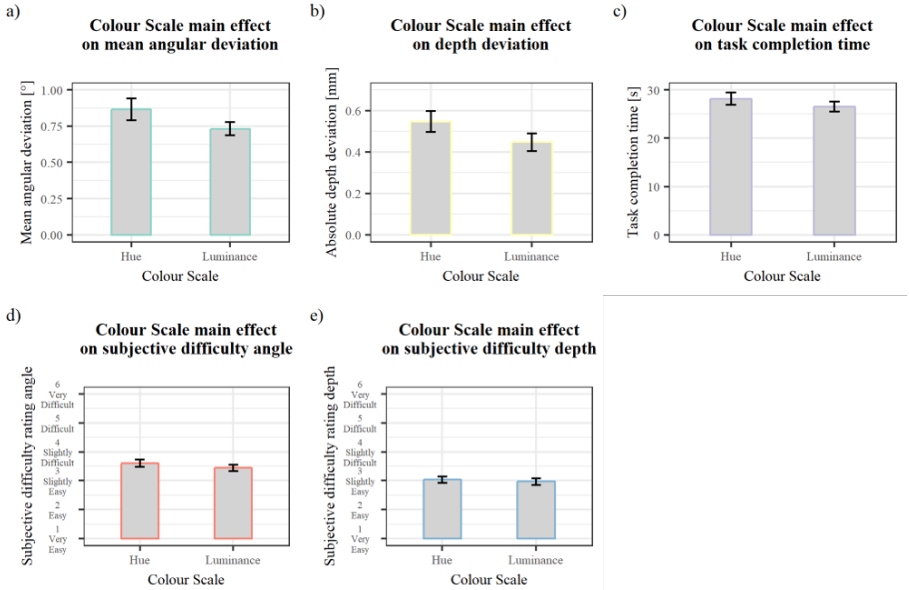 a)
Colour Scale main effect
on mean angular deviation
Mean angular deviation [°]
1.00
0.75
0.50
0.25
0.00
Hue
Luminance
Colour Scale
b)
Colour Scale main effect
on depth deviation
Absolute depth deviation [mm]
0.6
0.4
0.2
0.0
Hue
Luminance
Colour Scale
c)
Colour Scale main effect
on task completion time
Task completion time [s]
30
20
10
0
Hue
Luminance
Colour Scale
d)
Colour Scale main effect
on subjective difficulty angle
Subjective difficulty rating angle
6
Very
Difficult
5
Difficult
4
Slightly
Difficult
3
Slightly
Easy
2
Easy
1
Very
Easy
Hue
Luminance
Colour Scale
e)
Colour Scale main effect
on subjective difficulty depth
Subjective difficulty rating depth
6
Very
Difficult
5
Difficult
4
Slightly
Difficult
3
Slightly
Easy
2
Easy
1
Very
Easy
Hue
Luminance
Colour Scale